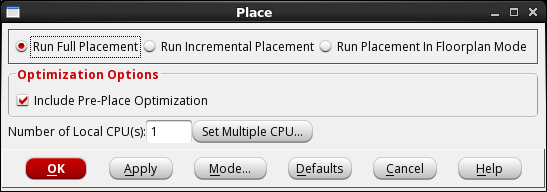 Place
Run Full Placement Run Incremental Placement Run Placement In Floorplan Mode
Optimization Options
Include Pre-Place Optimization
Number of Local CPU(s): 1 Set Multiple CPU...
OK Apply Mode... Defaults Cancel Help